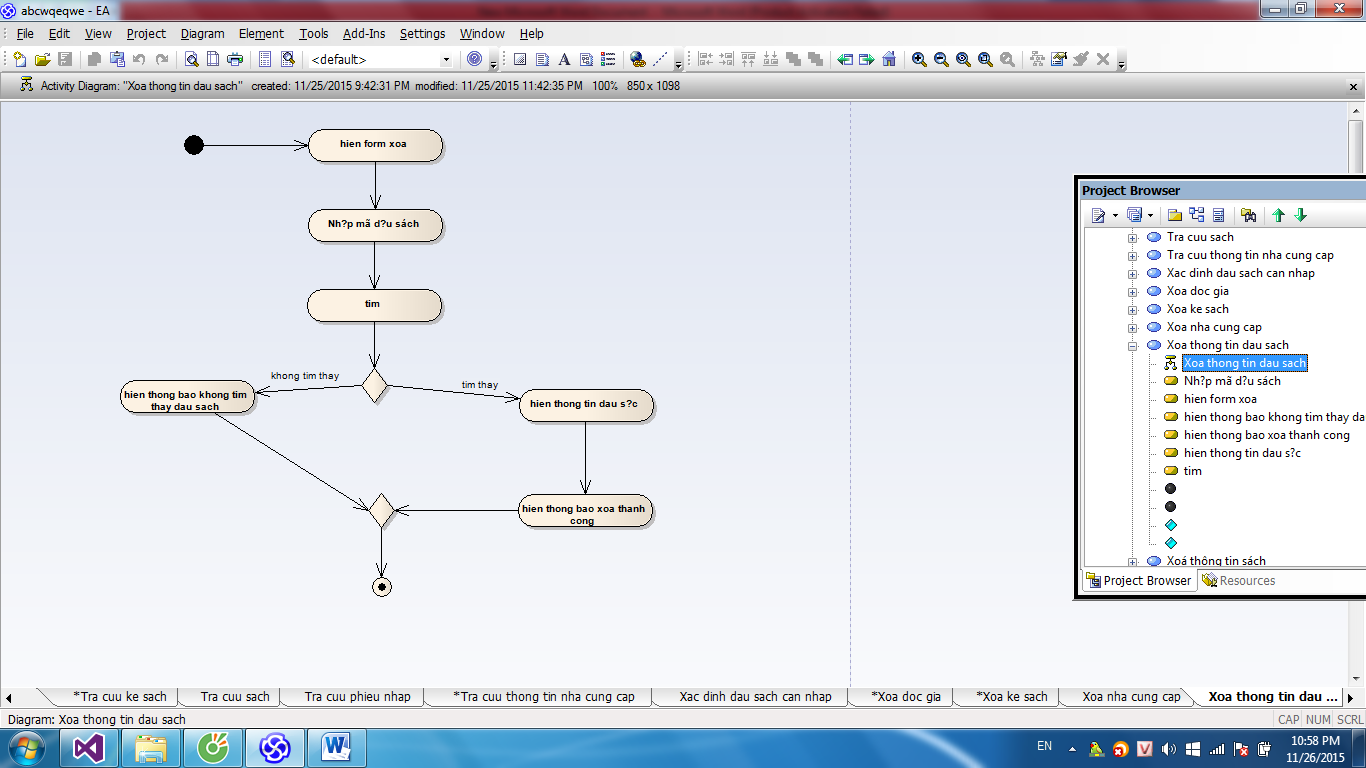 abcwqeqwe - EA
File Edit View Project Diagram Element Tools Add-Ins Settings Window Help
<default>
Activity Diagram: "Xoa thong tin dau sach" created: 11/25/2015 9:42:31 PM modified: 11/25/2015 11:42:35 PM 100% 850 x 1098
hien form xoa
Nh?p mã d?u sách
tim
khong tim thay
tim thay
hien thong bao khong tim
thay dau sach
hien thong tin dau s?c
hien thong bao xoa thanh
cong
Project Browser
Tra cuu sach
Tra cuu thong tin nha cung cap
Xac dinh dau sach can nhap
Xoa doc gia
Xoa ke sach
Xoa nha cung cap
Xoa thong tin dau sach
Xoa thong tin dau sach
Nh?p mã d?u sách
hien form xoa
hien thong bao khong tim thay da
hien thong bao xoa thanh cong
hien thong tin dau s?c
tim
Xoá thông tin sách
Project Browser Resources
*Tra cuu ke sach Tra cuu sach Tra cuu phieu nhap *Tra cuu thong tin nha cung cap Xac dinh dau sach can nhap *Xoa doc gia *Xoa ke sach Xoa nha cung cap Xoa thong tin dau ...
Diagram: Xoa thong tin dau sach CAP NUM SCRL
EN
10:58 PM
11/26/2015